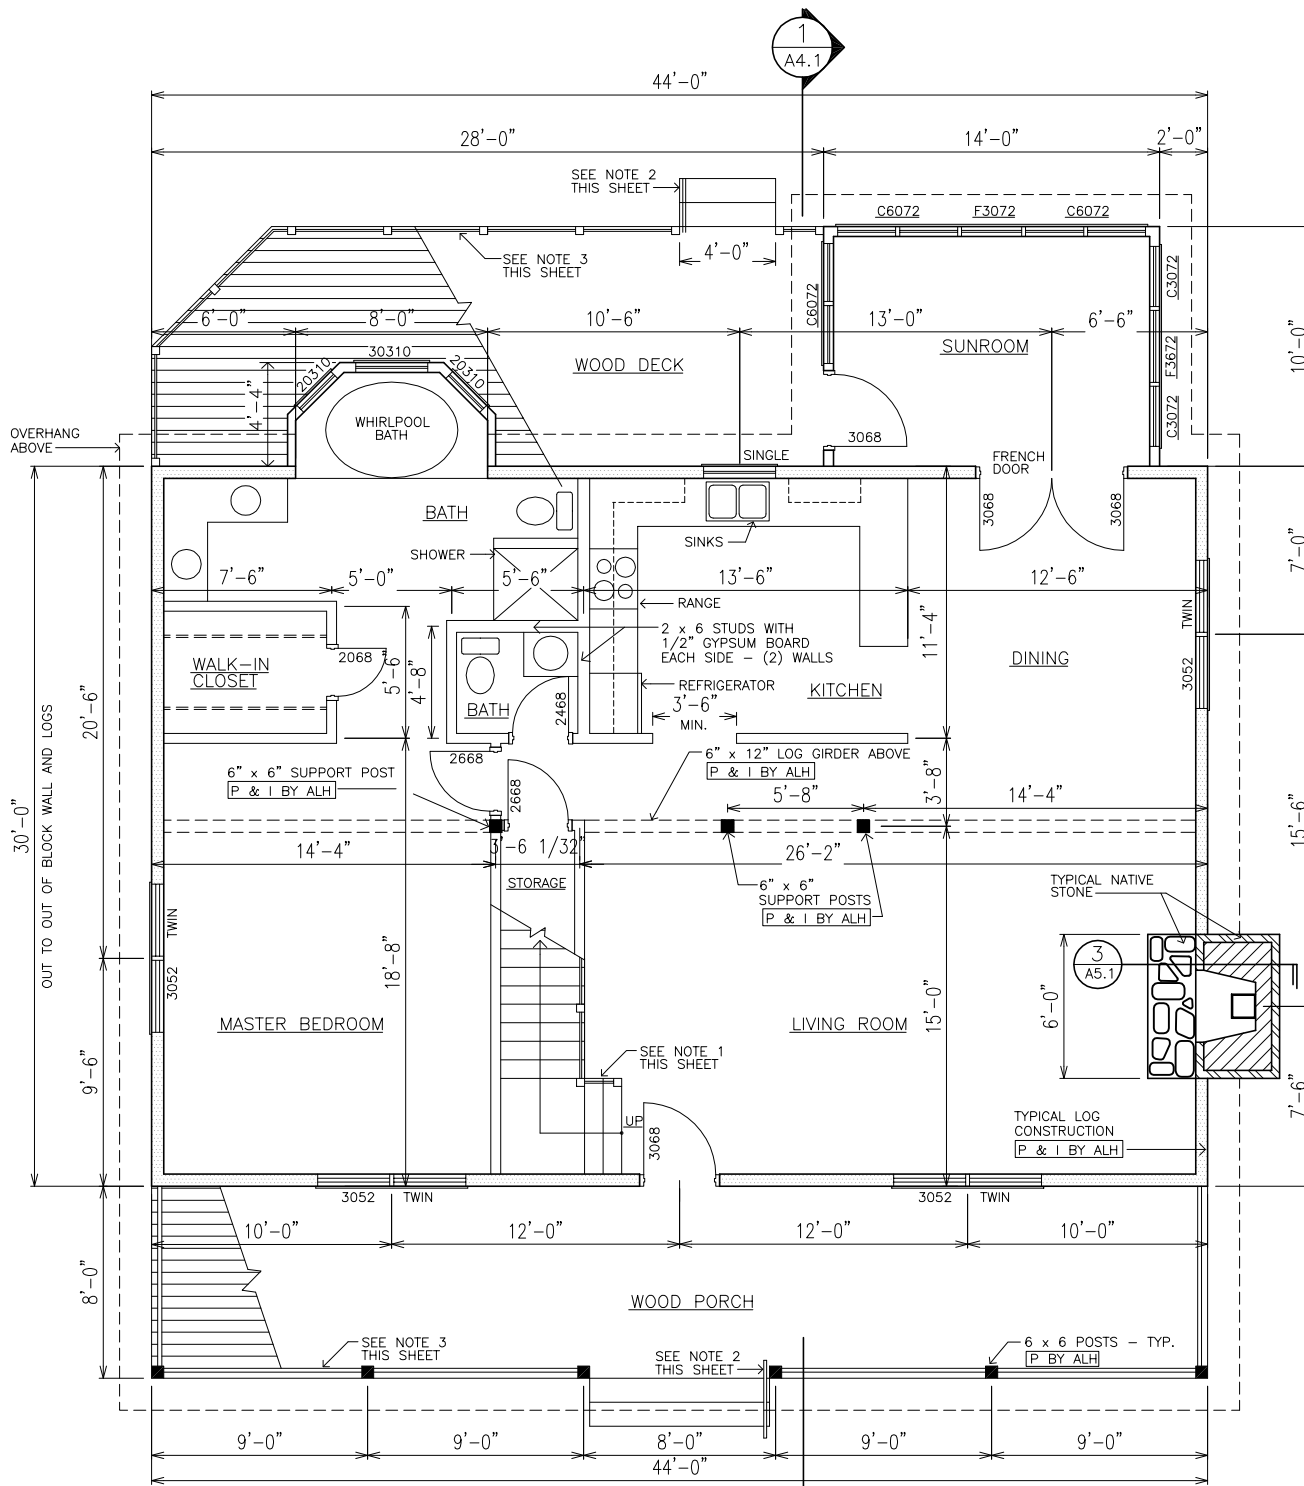 1
A4.1
44'-0"
28'-0"
14'-0"
2'-0"
SEE NOTE 2
THIS SHEET
C6072
F3072
C6072
4'-0"
SEE NOTE 3
THIS SHEET
C6072
C3072
F3672
C3072
10'-0"
6'-0"
8'-0"
10'-6"
13'-0"
6'-6"
30310
20310
20310
WOOD DECK
SUNROOM
4'-4"
WHIRLPOOL
BATH
OVERHANG
ABOVE
3068
SINGLE
FRENCH
DOOR
3068
3068
BATH
SINKS
SHOWER
7'-6"
5'-0"
5'-6"
13'-6"
12'-6"
7'-0"
RANGE
2 x 6 STUDS WITH
1/2" GYPSUM BOARD
EACH SIDE - (2) WALLS
11'-4"
TWIN
3052
WALK-IN
CLOSET
2068
5'-6"
4'-8"
DINING
REFRIGERATOR
KITCHEN
BATH
2468
3'-6"
MIN.
20'-6"
30'-0"
OUT TO OUT OF BLOCK WALL AND LOGS
2668
2668
6" x 6" SUPPORT POST
P & I BY ALH
6" x 12" LOG GIRDER ABOVE
P & I BY ALH
3'-8"
5'-8"
14'-4"
15'-6"
14'-4"
3'-6 1/32"
26'-2"
STORAGE
6" x 6"
SUPPORT POSTS
P & I BY ALH
TYPICAL NATIVE
STONE
TWIN
3052
18'-8"
3
A5.1
6'-0"
15'-0"
MASTER BEDROOM
LIVING ROOM
9'-6"
SEE NOTE 1
THIS SHEET
7'-6"
UP
3068
TYPICAL LOG
CONSTRUCTION
P & I BY ALH
3052
TWIN
3052
TWIN
10'-0"
12'-0"
12'-0"
10'-0"
8'-0"
WOOD PORCH
SEE NOTE 3
THIS SHEET
SEE NOTE 2
THIS SHEET
6 x 6 POSTS - TYP.
P BY ALH
9'-0"
9'-0"
8'-0"
9'-0"
9'-0"
44'-0"